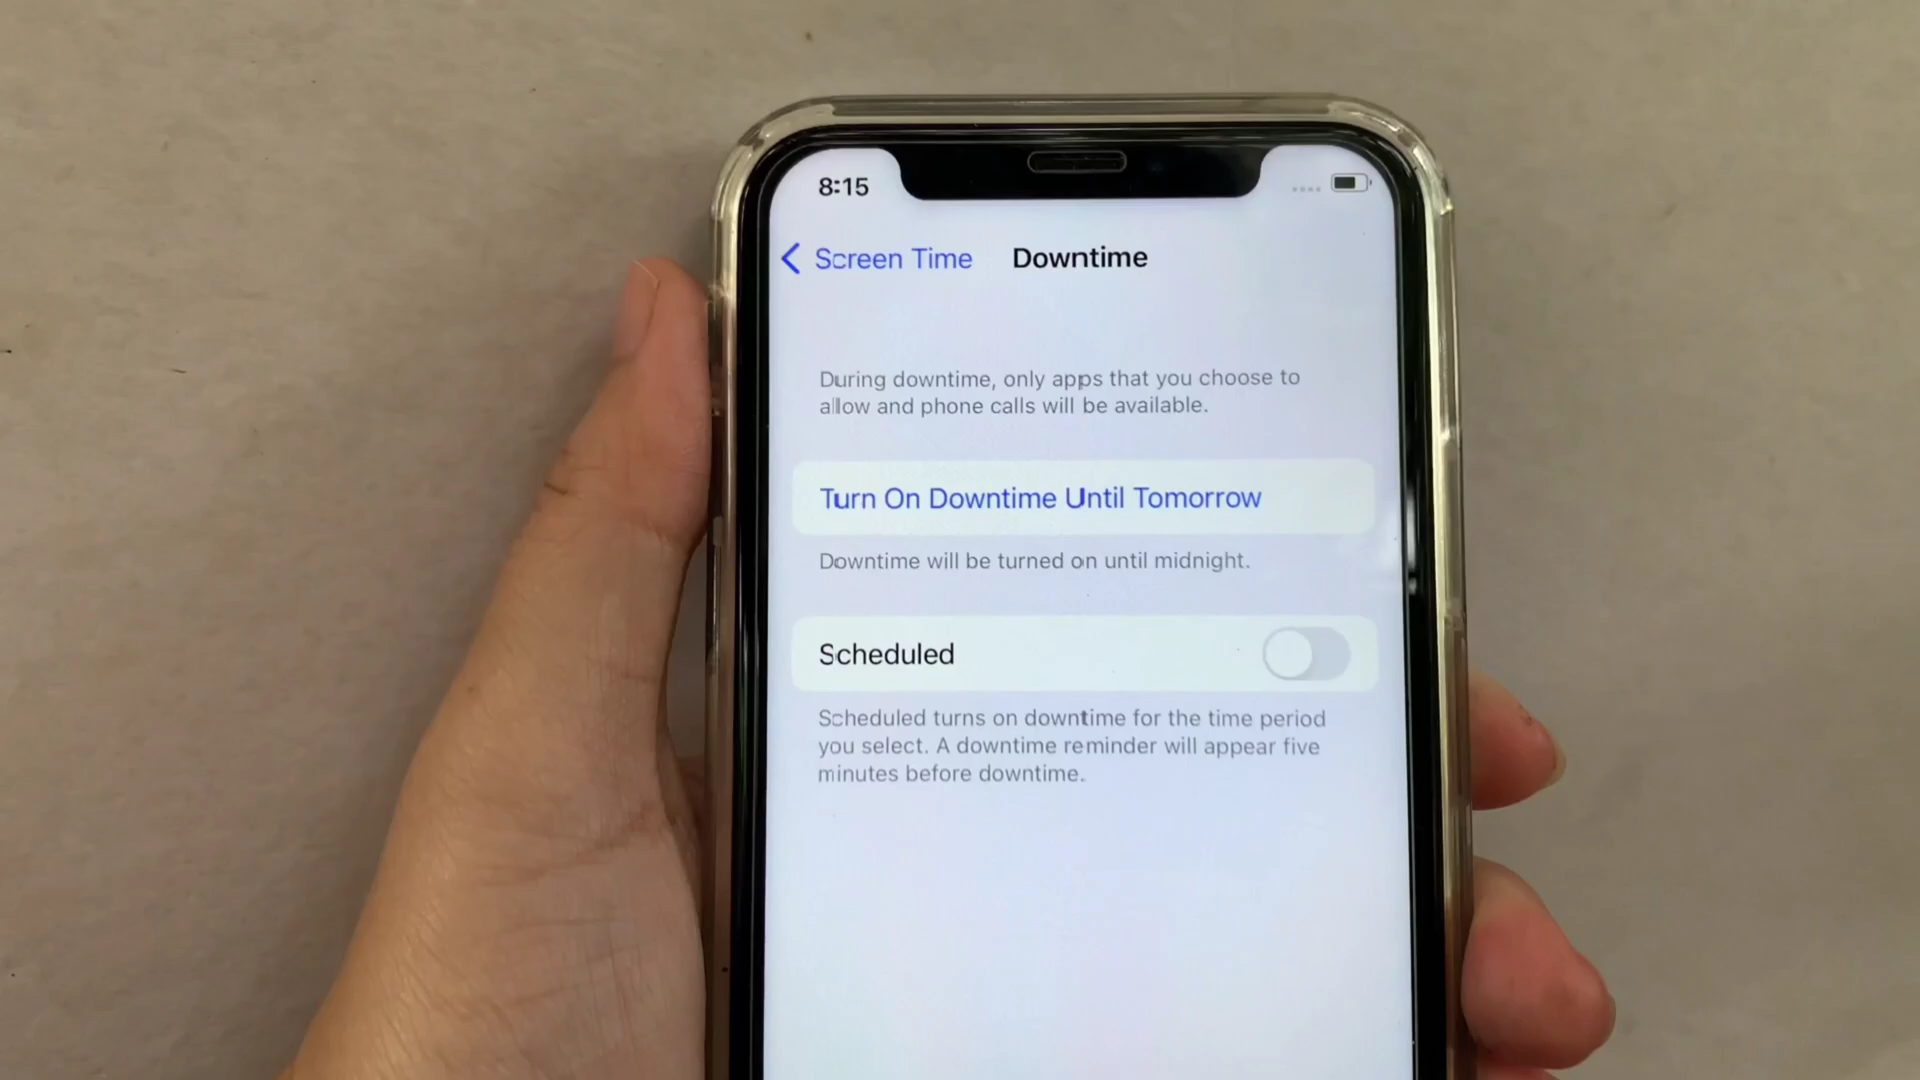 8:15
Screen Time Downtime
During downtime, only apps that you choose to
allow and phone calls will be available.
Turn On Downtime Until Tomorrow
Downtime will be turned on until midnight.
Scheduled
Scheduled turns on downtime for the time period
you select. A downtime reminder will appear five
minutes before downtime.